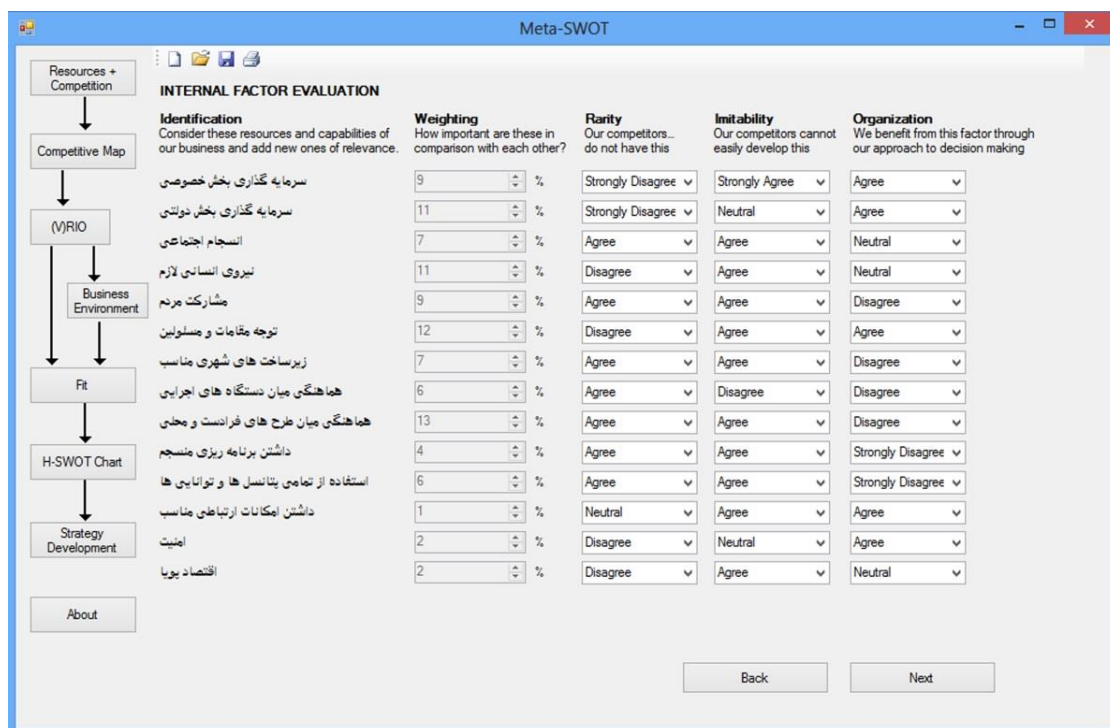 Meta-SWOT
Resources +
Competition
Competitive Map
(V)RIO
Business
Environment
Fit
H-SWOT Chart
Strategy
Development
About
INTERNAL FACTOR EVALUATION
Identification
Consider these resources and capabilities of
our business and add new ones of relevance.
Weighting
How important are these in
comparison with each other?
Rarity
Our competitors...
do not have this
Imitability
Our competitors cannot
easily develop this
Organization
We benefit from this factor through
our approach to decision making
سرمایه گذاری بخش خصوصی 9 % Strongly Disagree Strongly Agree Agree
سرمایه گذاری بخش دولتی 11 % Strongly Disagree Neutral Agree
انسجام اجتماعی 7 % Agree Agree Neutral
نیروی انسانی لازم 11 % Disagree Agree Neutral
مشارکت مردم 9 % Agree Agree Disagree
توجه مقامات و مسئولین 12 % Disagree Agree Agree
زیرساخت های شهری مناسب 7 % Agree Agree Disagree
هماهنگی میان دستگاه های اجرایی 6 % Agree Disagree Disagree
هماهنگی میان طرح های فرادست و محلی 13 % Agree Agree Disagree
داشتن برنامه ریزی منسجم 4 % Agree Agree Strongly Disagree
استفاده از تمامی پتانسل ها و توانایی ها 6 % Agree Agree Strongly Disagree
داشتن امکانات ارتباطی مناسب 1 % Neutral Agree Agree
امنیت 2 % Disagree Neutral Agree
اقتصاد پویا 2 % Disagree Agree Neutral
Back
Next